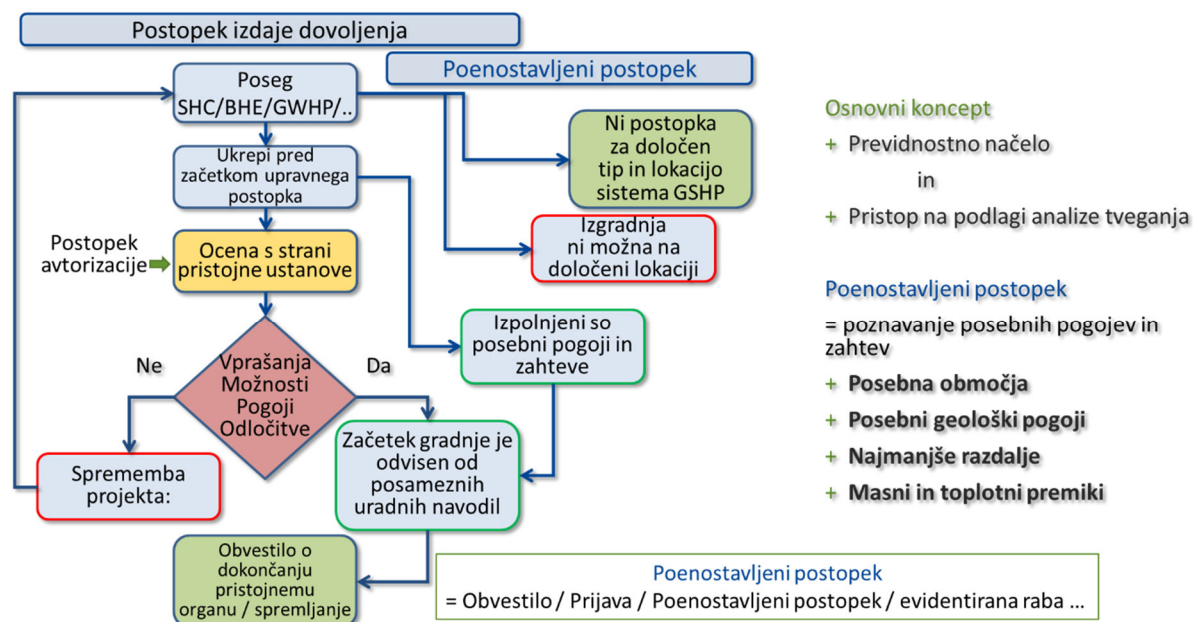 Postopek izdaje dovoljenja
Poenostavljeni postopek
Poseg
SHC/BHE/GWHP/..
Ni postopka
za določen
tip in lokacijo
sistema GSHP
Ukrepi pred
začetkom upravnega
postopka
Izgradnja
ni možna na
določeni lokaciji
Postopek
avtorizacije
Ocena s strani
pristojne ustanove
Izpolnjeni so
posebni pogoji in
zahteve
Ne
Vprašanja
Možnosti
Pogoji
Odločitve
Da
Začetek gradnje je
odvisen od
posameznih
uradnih navodil
Sprememba
projekta:
Obvestilo o
dokončanju
pristojnemu
organu / spremljanje
Osnovni koncept
+ Previdnostno načelo
in
+ Pristop na podlagi analize tveganja
Poenostavljeni postopek
= poznavanje posebnih pogojev in
zahtev
+ Posebna območja
+ Posebni geološki pogoji
+ Najmanjše razdalje
+ Masni in toplotni premiki
Poenostavljeni postopek
= Obvestilo / Prijava / Poenostavljeni postopek / evidentirana raba ...